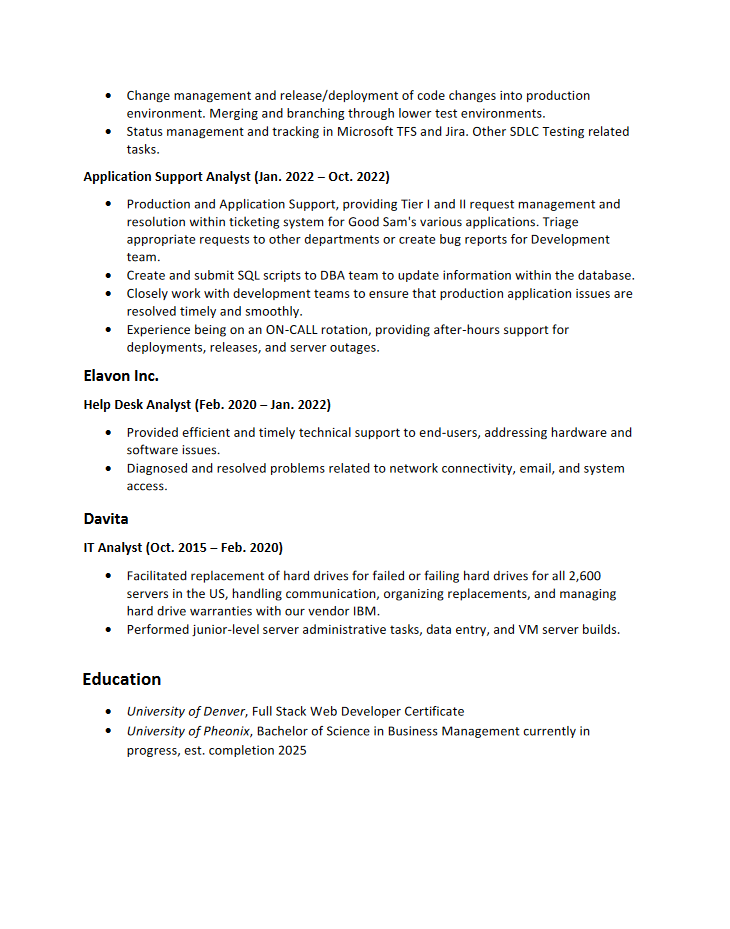 • Change management and release/deployment of code changes into production
environment. Merging and branching through lower test environments.
• Status management and tracking in Microsoft TFS and Jira. Other SDLC Testing related
tasks.
Application Support Analyst (Jan. 2022 – Oct. 2022)
• Production and Application Support, providing Tier I and II request management and
resolution within ticketing system for Good Sam's various applications. Triage
appropriate requests to other departments or create bug reports for Development
team.
• Create and submit SQL scripts to DBA team to update information within the database.
• Closely work with development teams to ensure that production application issues are
resolved timely and smoothly.
• Experience being on an ON-CALL rotation, providing after-hours support for
deployments, releases, and server outages.
Elavon Inc.
Help Desk Analyst (Feb. 2020 – Jan. 2022)
• Provided efficient and timely technical support to end-users, addressing hardware and
software issues.
• Diagnosed and resolved problems related to network connectivity, email, and system
access.
Davita
IT Analyst (Oct. 2015 – Feb. 2020)
• Facilitated replacement of hard drives for failed or failing hard drives for all 2,600
servers in the US, handling communication, organizing replacements, and managing
hard drive warranties with our vendor IBM.
• Performed junior-level server administrative tasks, data entry, and VM server builds.
Education
• University of Denver, Full Stack Web Developer Certificate
• University of Pheonix, Bachelor of Science in Business Management currently in
progress, est. completion 2025